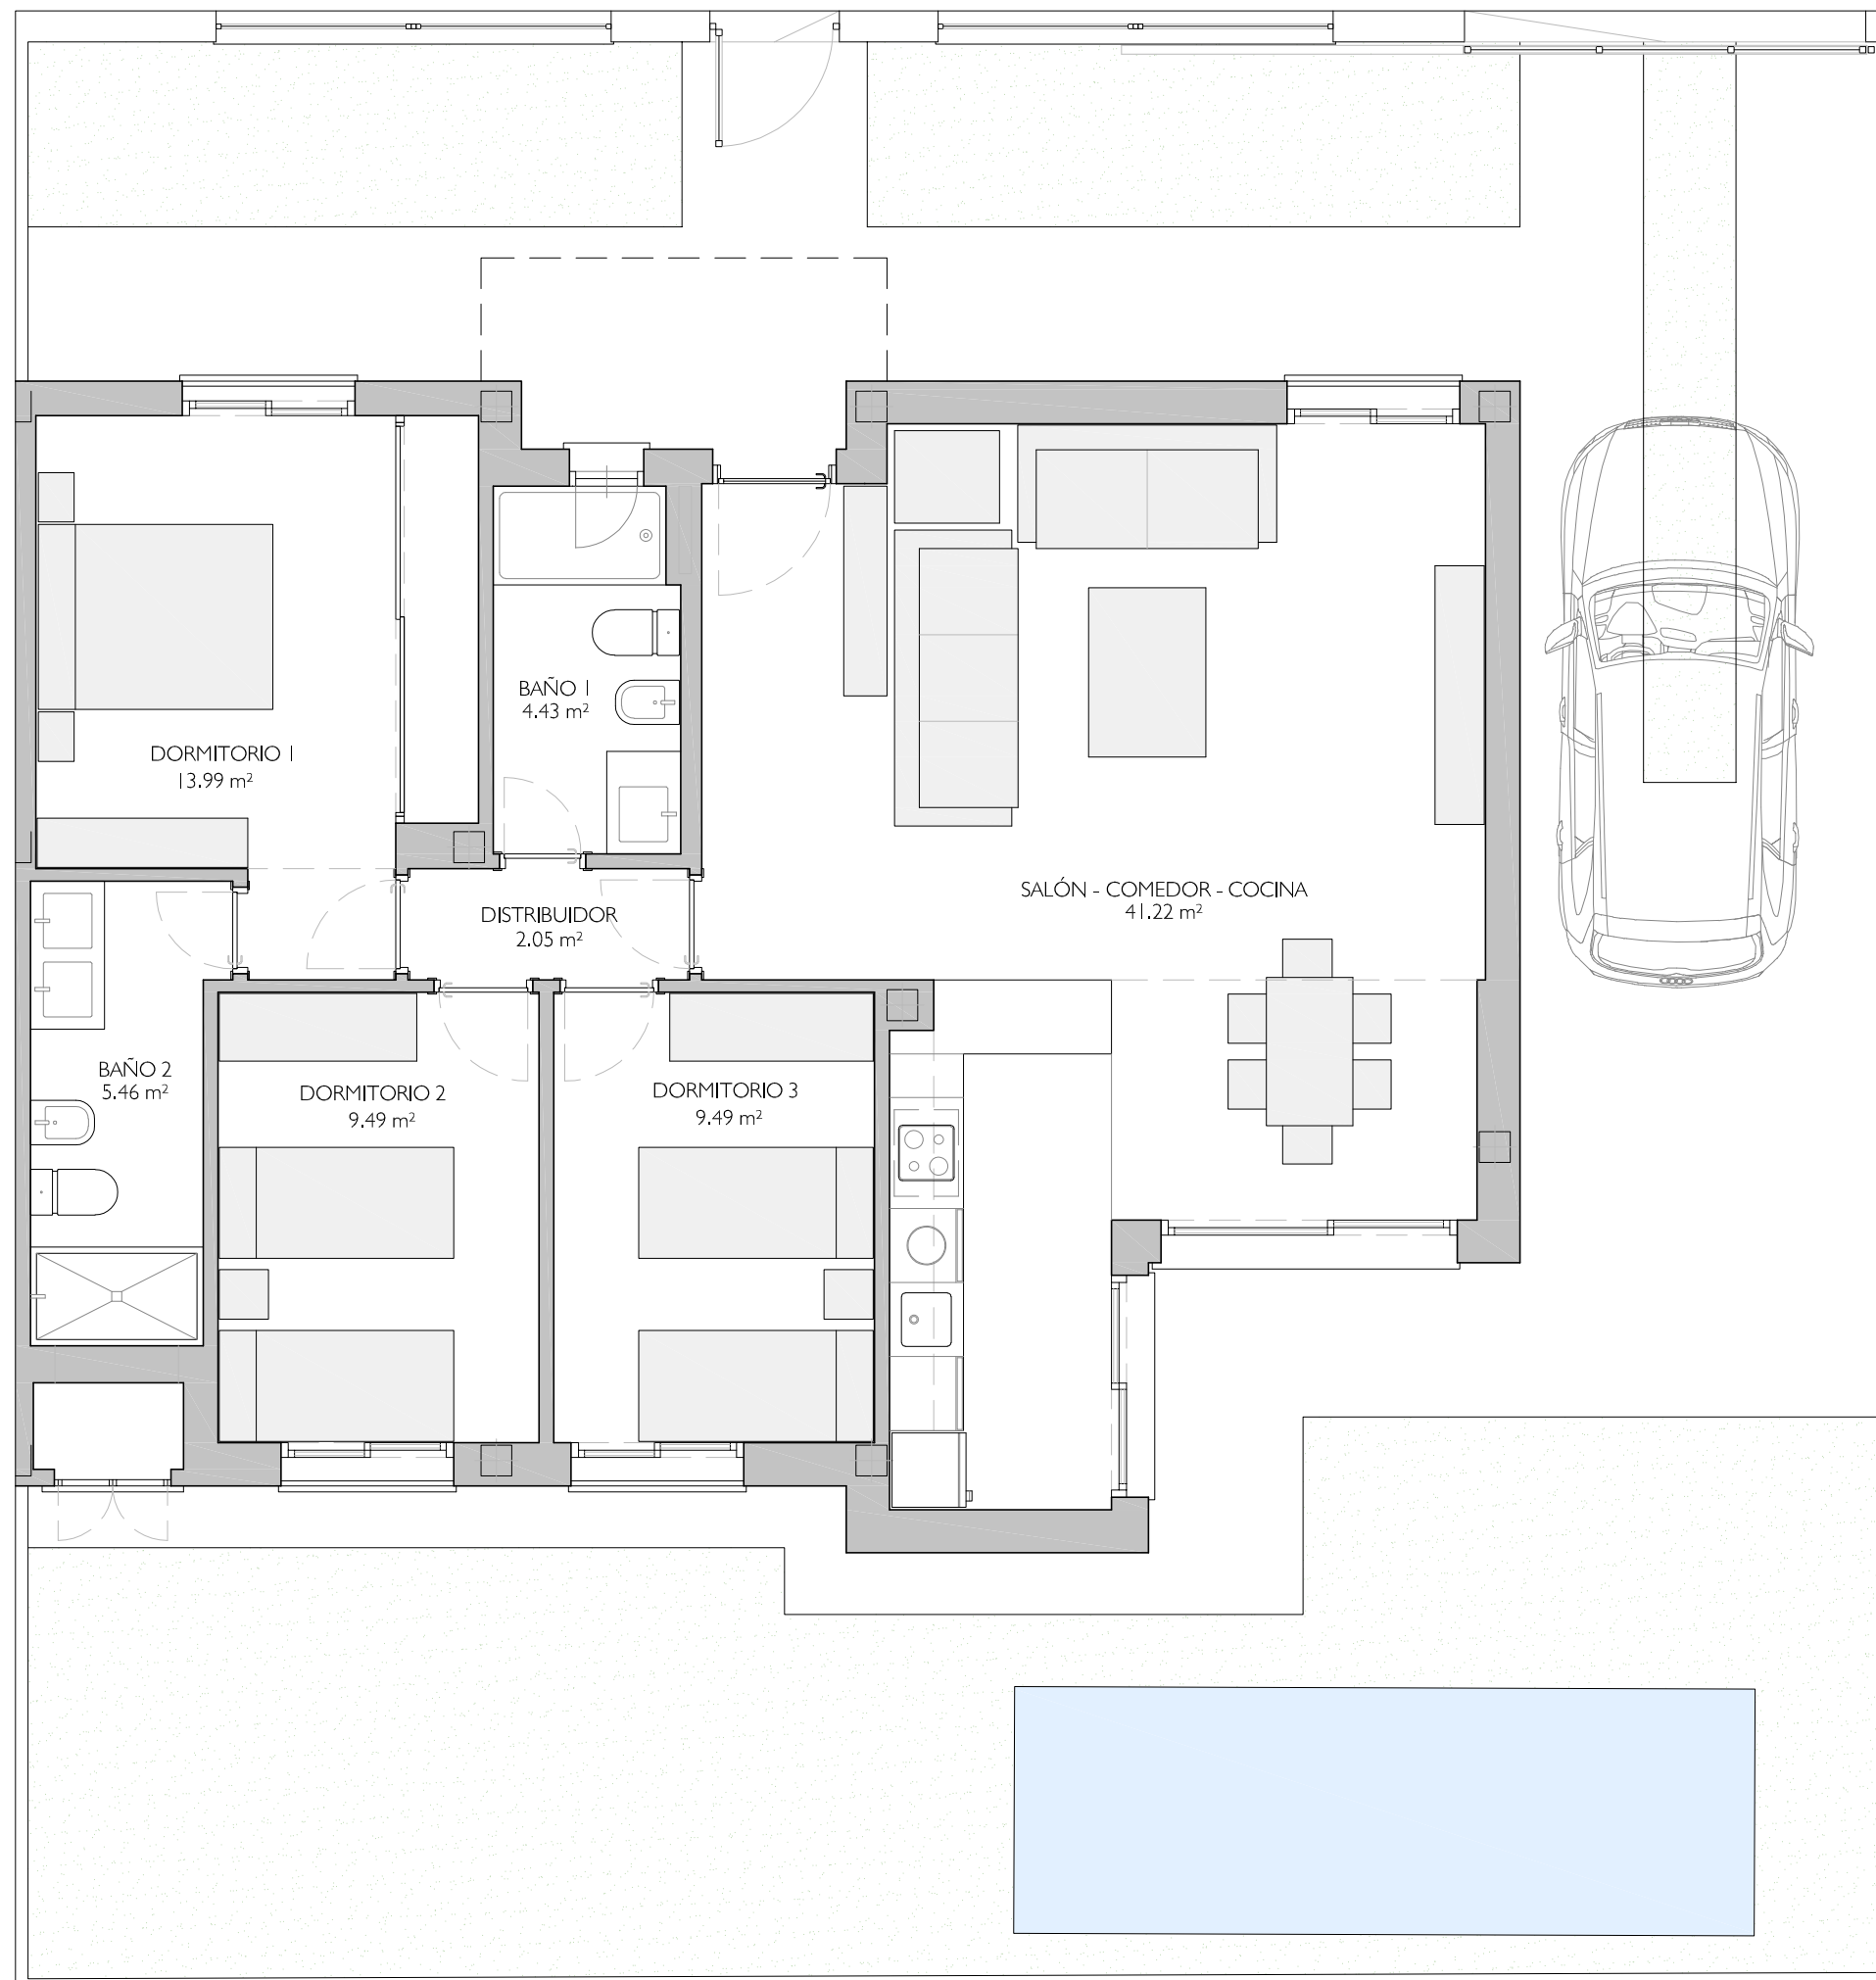 BAÑO 1
4.43 m²
DORMITORIO 1
13.99 m²
SALÓN - COMEDOR - COCINA
41.22 m²
DISTRIBUIDOR
2.05 m²
BAÑO 2
5.46 m²
DORMITORIO 2
9.49 m²
DORMITORIO 3
9.49 m²